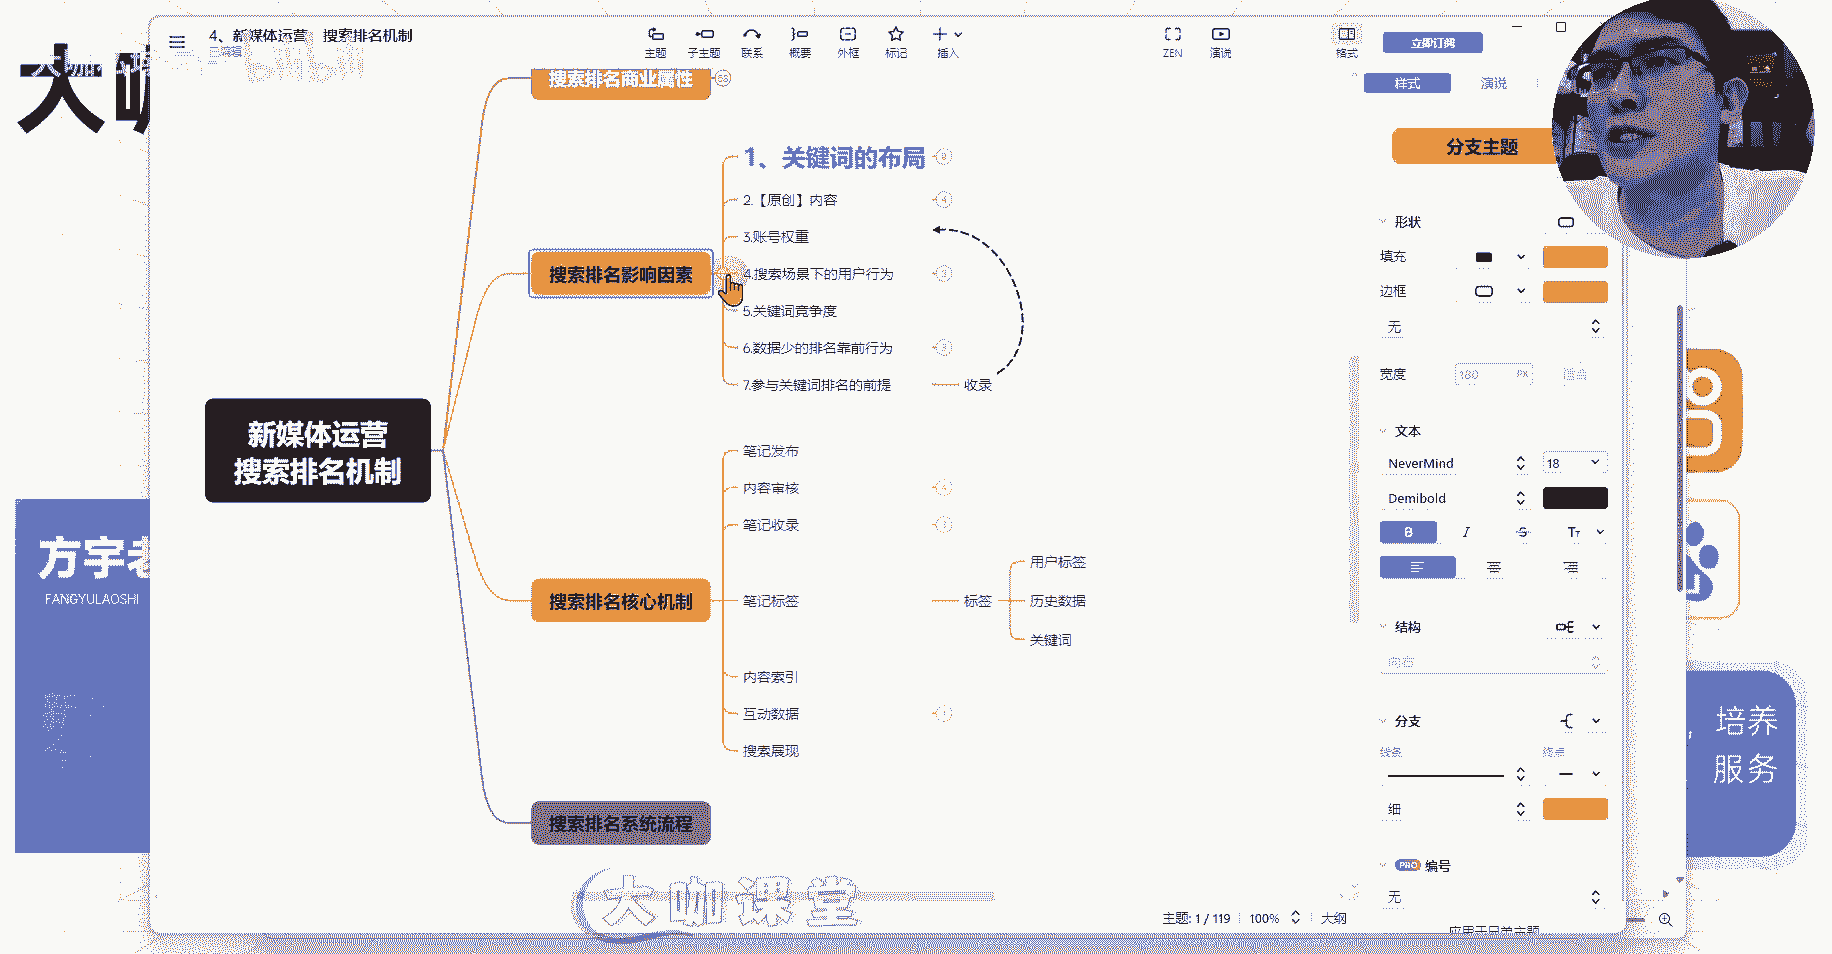 4、新媒体运营 搜索排名机制
已编辑
主题
子主题
联系
概要
外框
标记
插入
ZEN
演说
格式
立即订阅
大咖
样式
演说
搜索排名商业属性
68
分支主题
1、关键词的布局
2.【原创】内容
4
3.账号权重
搜索排名影响因素
4.搜索场景下的用户行为
3
5.关键词竞争度
6.数据少的排名靠前行为
3
7.参与关键词排名的前提
收录
新媒体运营
搜索排名机制
笔记发布
内容审核
笔记收录
搜索排名核心机制
笔记标签
标签
用户标签
历史数据
关键词
内容索引
互动数据
搜索展现
搜索排名系统流程
形状
填充
边框
无
宽度
180
PX
文本
NeverMind
18
Demibold
B
I
S
Tт
结构
分支
线条
终点
细
PRO 编号
无
方宇老
FANGYULAOSHI
培养
服务
大咖课堂
主题: 1 / 119
100%
大纲